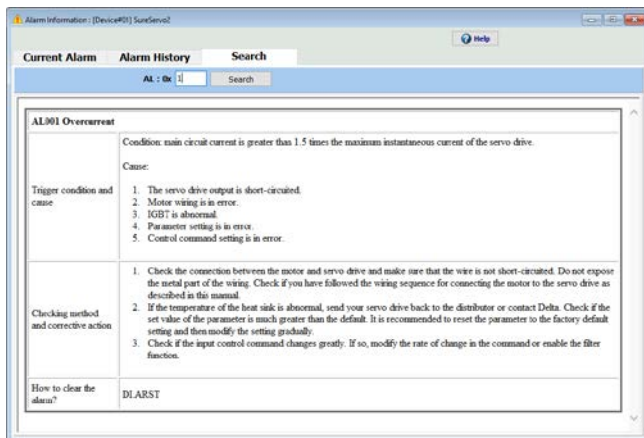 Alarm Information : [Device#01] SureServo2
Help
Current Alarm
Alarm History
Search
AL : 0x 1
Search
AL001 Overcurrent
Trigger condition and
cause
Condition: main circuit current is greater than 1.5 times the maximum instantaneous current of the servo drive.
Cause:
1. The servo drive output is short-circuited.
2. Motor wiring is in error.
3. IGBT is abnormal.
4. Parameter setting is in error.
5. Control command setting is in error.
Checking method
and corrective action
1. Check the connection between the motor and servo drive and make sure that the wire is not short-circuited. Do not expose
the metal part of the wiring. Check if you have followed the wiring sequence for connecting the motor to the servo drive as
described in this manual.
2. If the temperature of the heat sink is abnormal, send your servo drive back to the distributor or contact Delta. Check if the
set value of the parameter is much greater than the default. It is recommended to reset the parameter to the factory default
setting and then modify the setting gradually.
3. Check if the input control command changes greatly. If so, modify the rate of change in the command or enable the filter
function.
How to clear the
alarm?
DI.ARST